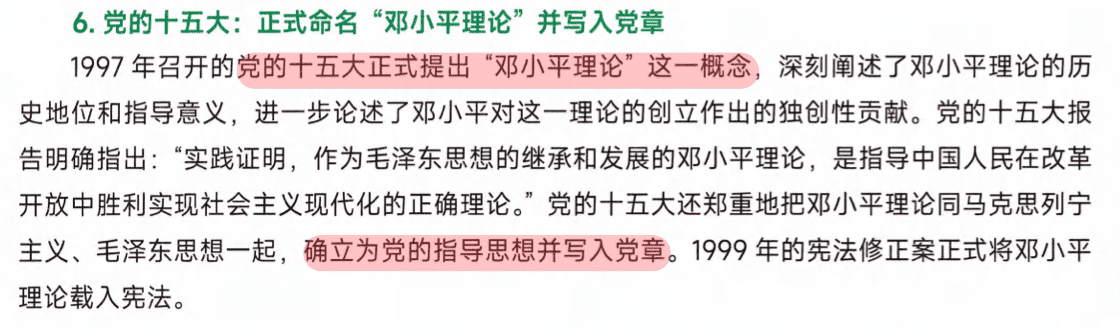 6. 党的十五大：正式命名“邓小平理论”并写入党章
1997 年召开的党的十五大正式提出“邓小平理论”这一概念，深刻阐述了邓小平理论的历
史地位和指导意义，进一步论述了邓小平对这一理论的创立作出的独创性贡献。党的十五大报
告明确指出：“实践证明，作为毛泽东思想的继承和发展的邓小平理论，是指导中国人民在改革
开放中胜利实现社会主义现代化的正确理论。”党的十五大还郑重地把邓小平理论同马克思列宁
主义、毛泽东思想一起，确立为党的指导思想并写入党章。1999 年的宪法修正案正式将邓小平
理论载入宪法。